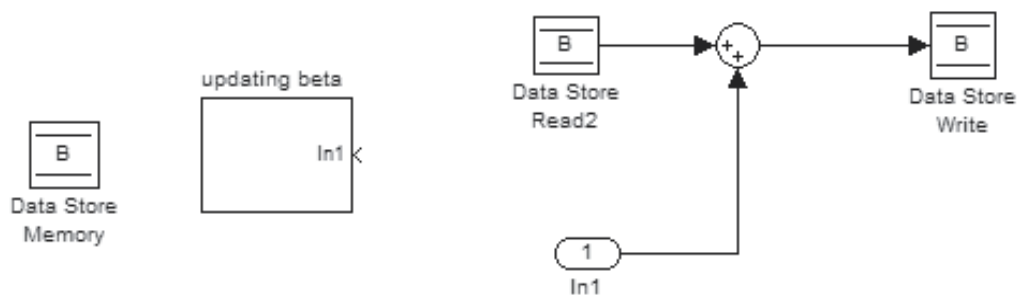 B
Data Store
Memory
updating beta
In1
B
Data Store
Read2
+
+
B
Data Store
Write
1
In1